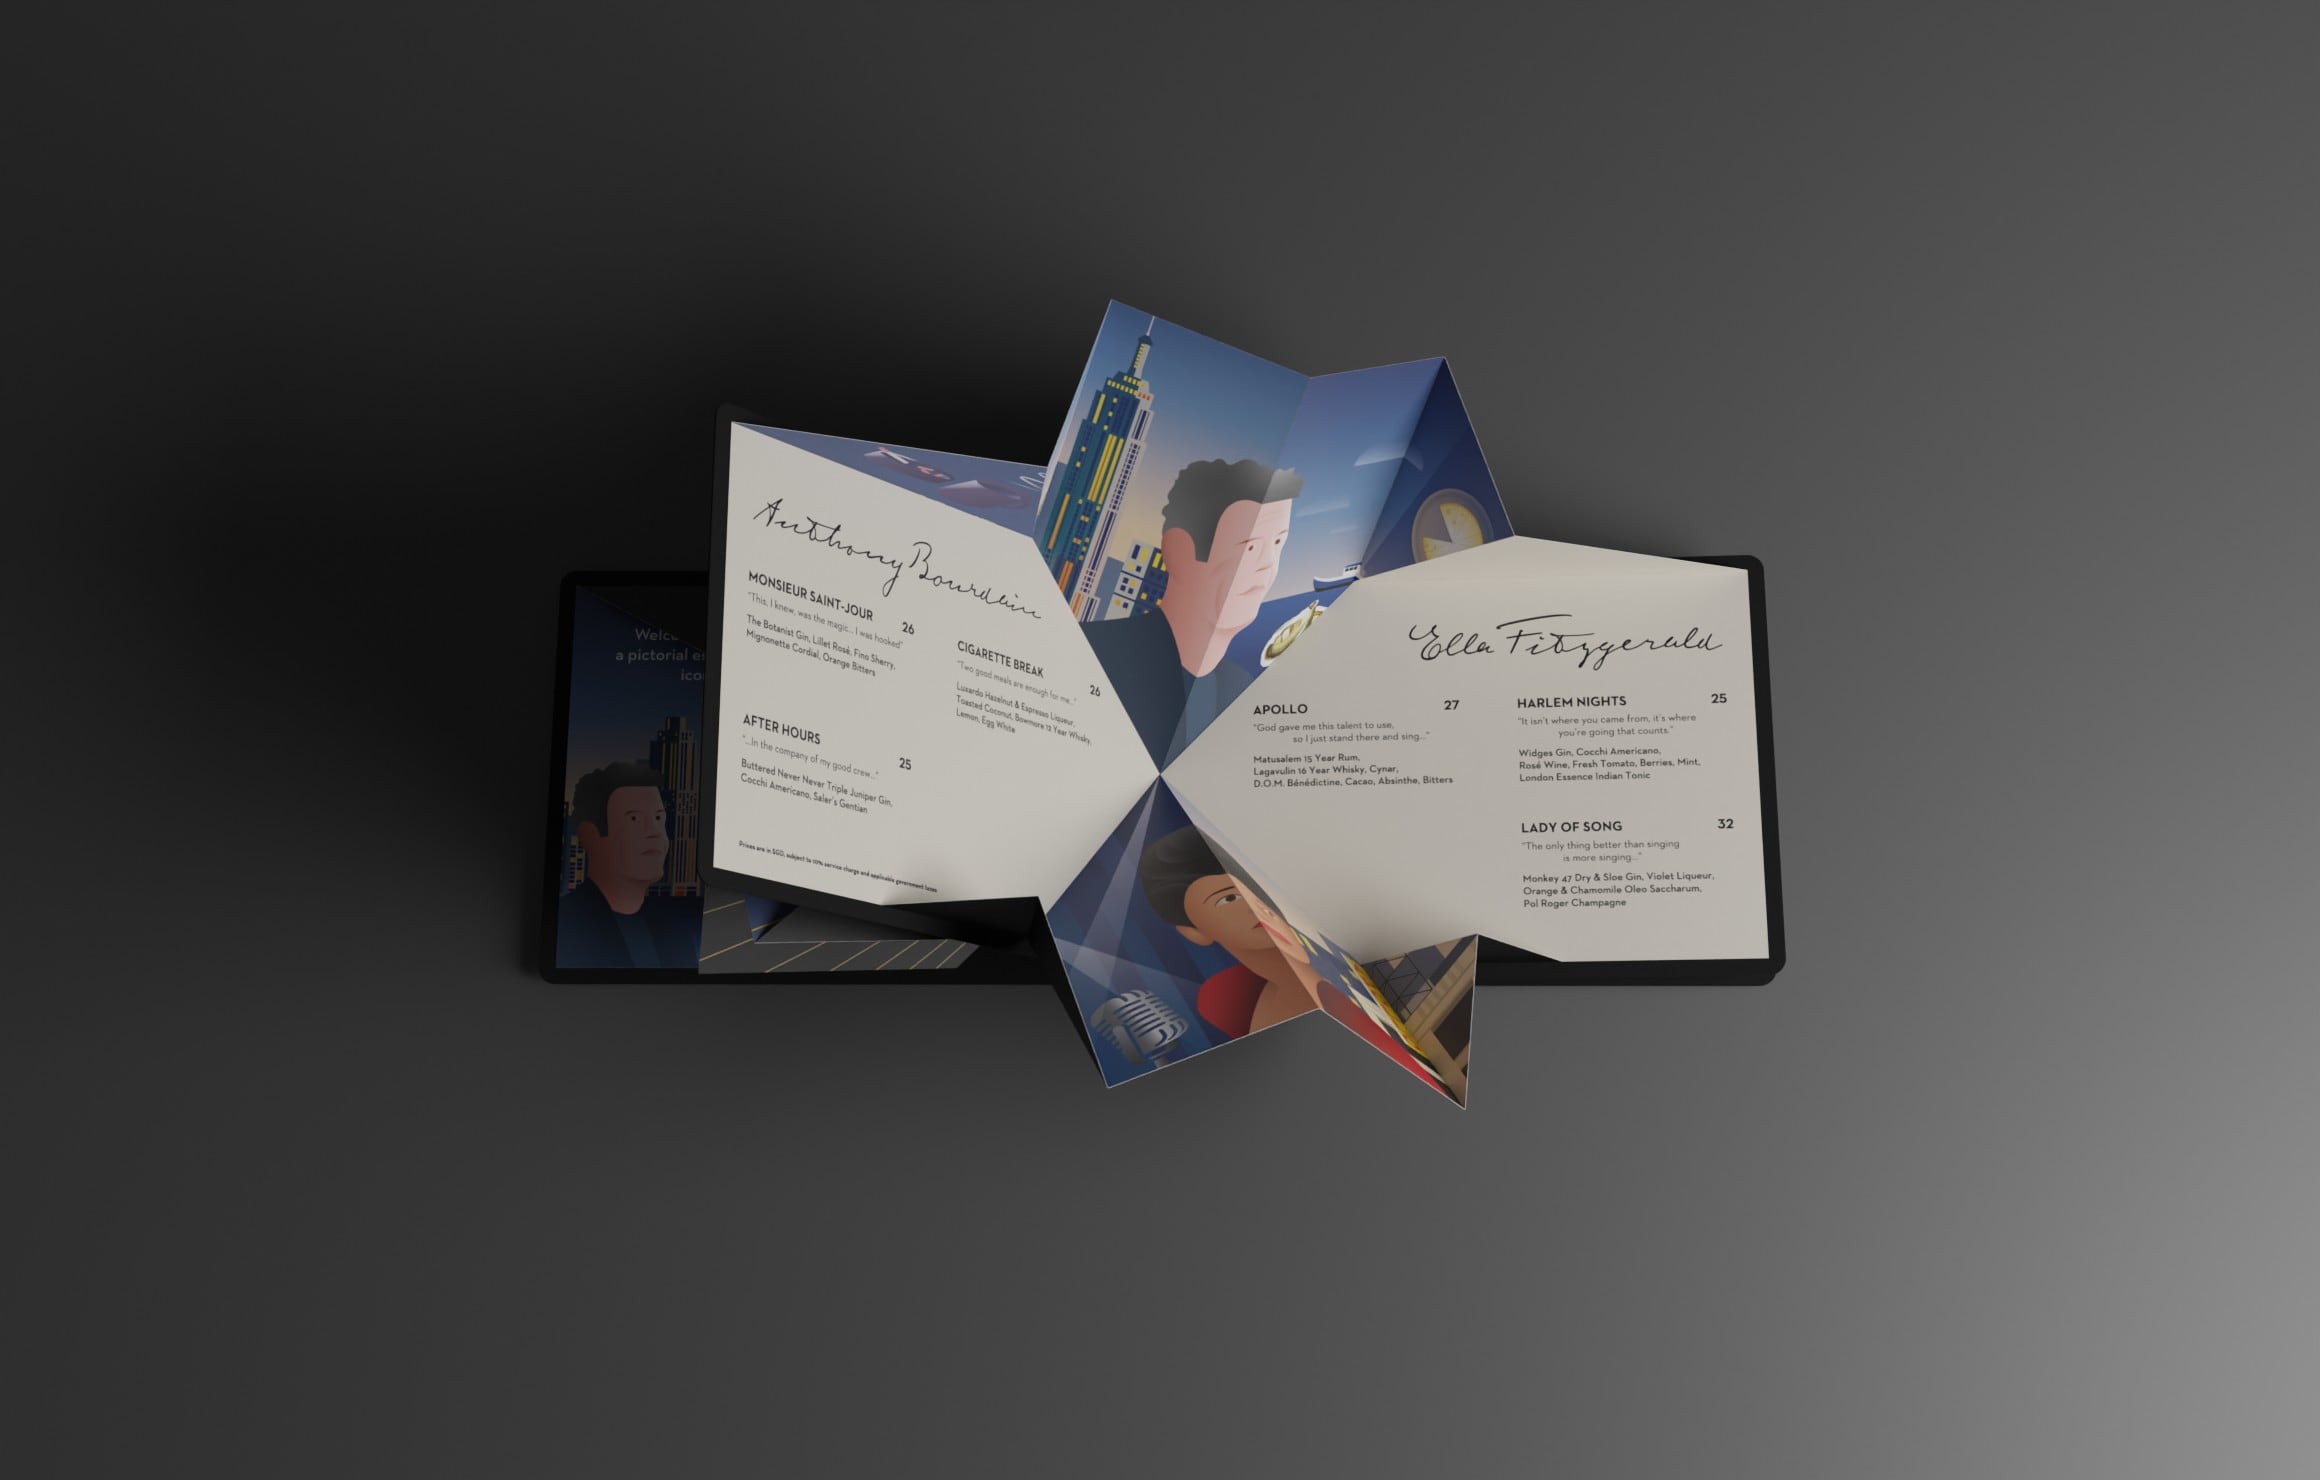 Welc
a pictorial e
ico
Anthony Bourdain
MONSIEUR SAINT-JOUR
26
"This, I knew, was the magic... I was hooked"
The Botanist Gin, Lillet Rosé, Fino Sherry,
Mignonette Cordial, Orange Bitters
CIGARETTE BREAK
26
"Two good meals are enough for me..."
Luxardo Hazelnut & Espresso Liqueur,
Toasted Coconut, Bowmore 12 Year Whisky,
Lemon, Egg White
AFTER HOURS
25
"...In the company of my good crew..."
Buttered Never Never Triple Juniper Gin,
Cocchi Americano, Saler's Gentian
Prices are in SGD, subject to 10% service charge and applicable government taxes
Ella Fitzgerald
APOLLO
27
"God gave me this talent to use,
so I just stand there and sing..."
Matusalem 15 Year Rum,
Lagavulin 16 Year Whisky, Cynar,
D.O.M. Bénédictine, Cacao, Absinthe, Bitters
HARLEM NIGHTS
25
"It isn't where you came from, it's where
you're going that counts."
Widges Gin, Cocchi Americano,
Rosé Wine, Fresh Tomato, Berries, Mint,
London Essence Indian Tonic
LADY OF SONG
32
"The only thing better than singing
is more singing..."
Monkey 47 Dry & Sloe Gin, Violet Liqueur,
Orange & Chamomile Oleo Saccharum,
Pol Roger Champagne